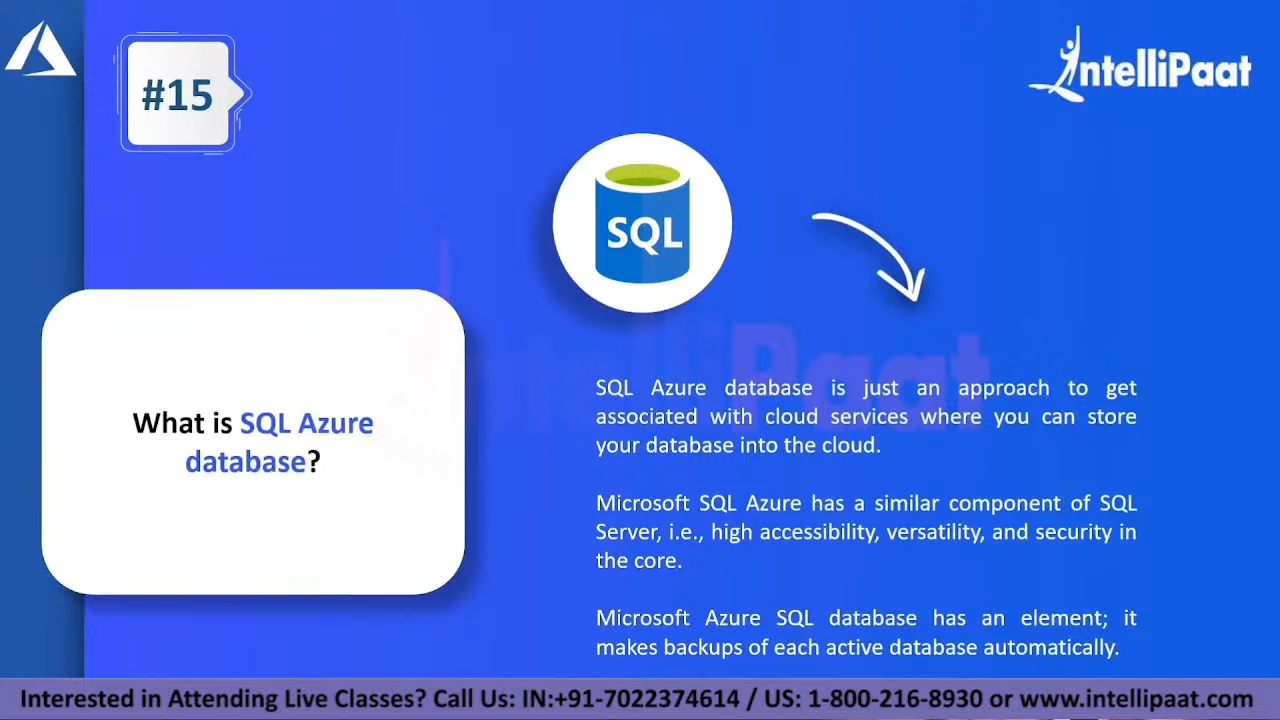 #15
IntelliPaat
SQL
What is SQL Azure
database?
IntelliPaat
SQL Azure database is just an approach to get
associated with cloud services where you can store
your database into the cloud.
Microsoft SQL Azure has a similar component of SQL
Server, i.e., high accessibility, versatility, and security in
the core.
Microsoft Azure SQL database has an element; it
makes backups of each active database automatically.
Interested in Attending Live Classes? Call Us: IN:+91-7022374614 / US: 1-800-216-8930 or www.intellipaat.com